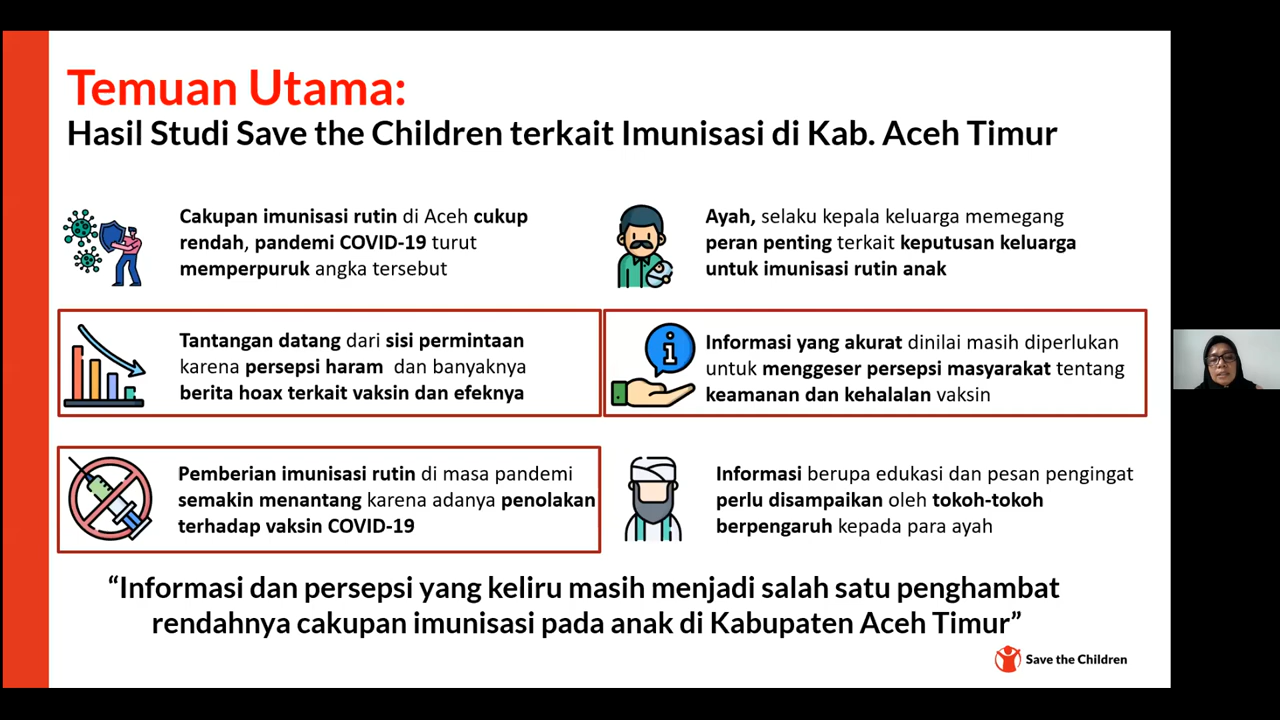 Temuan Utama:
Hasil Studi Save the Children terkait Imunisasi di Kab. Aceh Timur
Cakupan imunisasi rutin di Aceh cukup
rendah, pandemi COVID-19 turut
memperpuruk angka tersebut
Ayah, selaku kepala keluarga memegang
peran penting terkait keputusan keluarga
untuk imunisasi rutin anak
Tantangan datang dari sisi permintaan
karena persepsi haram dan banyaknya
berita hoax terkait vaksin dan efeknya
Informasi yang akurat dinilai masih diperlukan
untuk menggeser persepsi masyarakat tentang
keamanan dan kehalalan vaksin
Pemberian imunisasi rutin di masa pandemi
semakin menantang karena adanya penolakan
terhadap vaksin COVID-19
Informasi berupa edukasi dan pesan pengingat
perlu disampaikan oleh tokoh-tokoh
berpengaruh kepada para ayah
“Informasi dan persepsi yang keliru masih menjadi salah satu penghambat
rendahnya cakupan imunisasi pada anak di Kabupaten Aceh Timur”
Save the Children